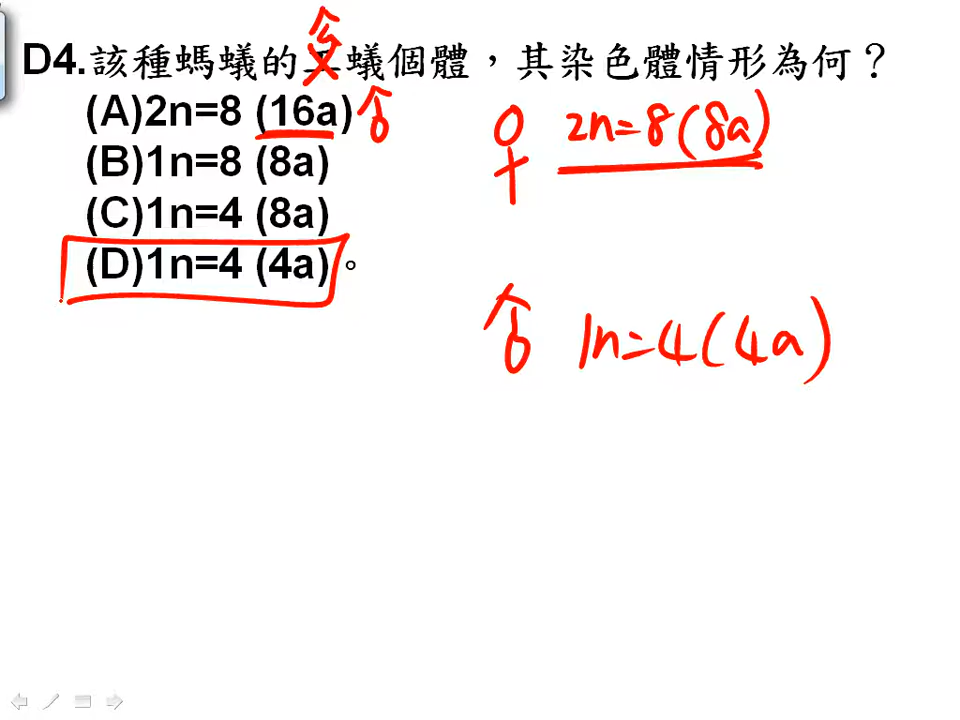 D4.該種螞蟻的工蟻個體，其染色體情形為何？
(A)2n=8 (16a)
(B)1n=8 (8a)
(C)1n=4 (8a)
(D)1n=4 (4a)。
♀ 2n=8(8a)
♂ 1n=4(4a)